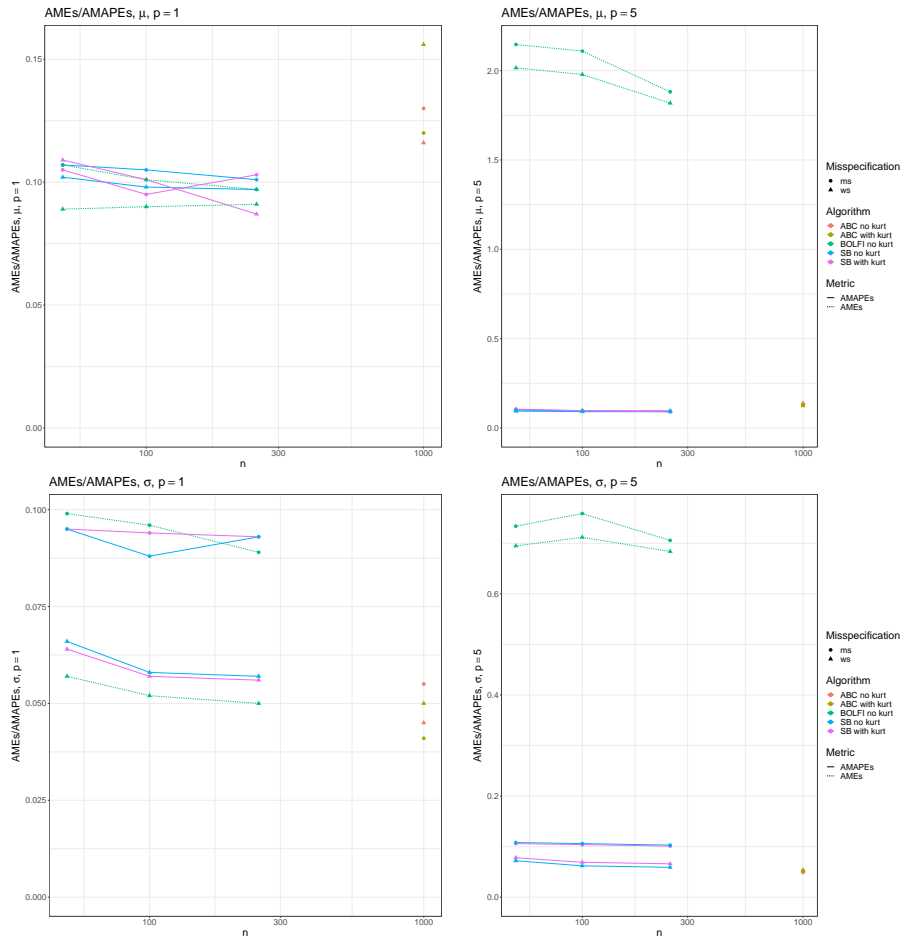 AMEs/AMAPEs, μ, p = 1
AMEs/AMAPEs, μ, p = 1
0.15
0.10
0.05
0.00
100
300
1000
n
AMEs/AMAPEs, μ, p = 5
AMEs/AMAPEs, μ, p = 5
2.0
1.5
1.0
0.5
0.0
100
300
1000
n
Misspecification
ms
ws
Algorithm
ABC no kurt
ABC with kurt
BOLFI no kurt
SB no kurt
SB with kurt
Metric
AMAPEs
AMEs
AMEs/AMAPEs, σ, p = 1
AMEs/AMAPEs, σ, p = 1
0.100
0.075
0.050
0.025
0.000
100
300
1000
n
AMEs/AMAPEs, σ, p = 5
AMEs/AMAPEs, σ, p = 5
0.6
0.4
0.2
0.0
100
300
1000
n
Misspecification
ms
ws
Algorithm
ABC no kurt
ABC with kurt
BOLFI no kurt
SB no kurt
SB with kurt
Metric
AMAPEs
AMEs